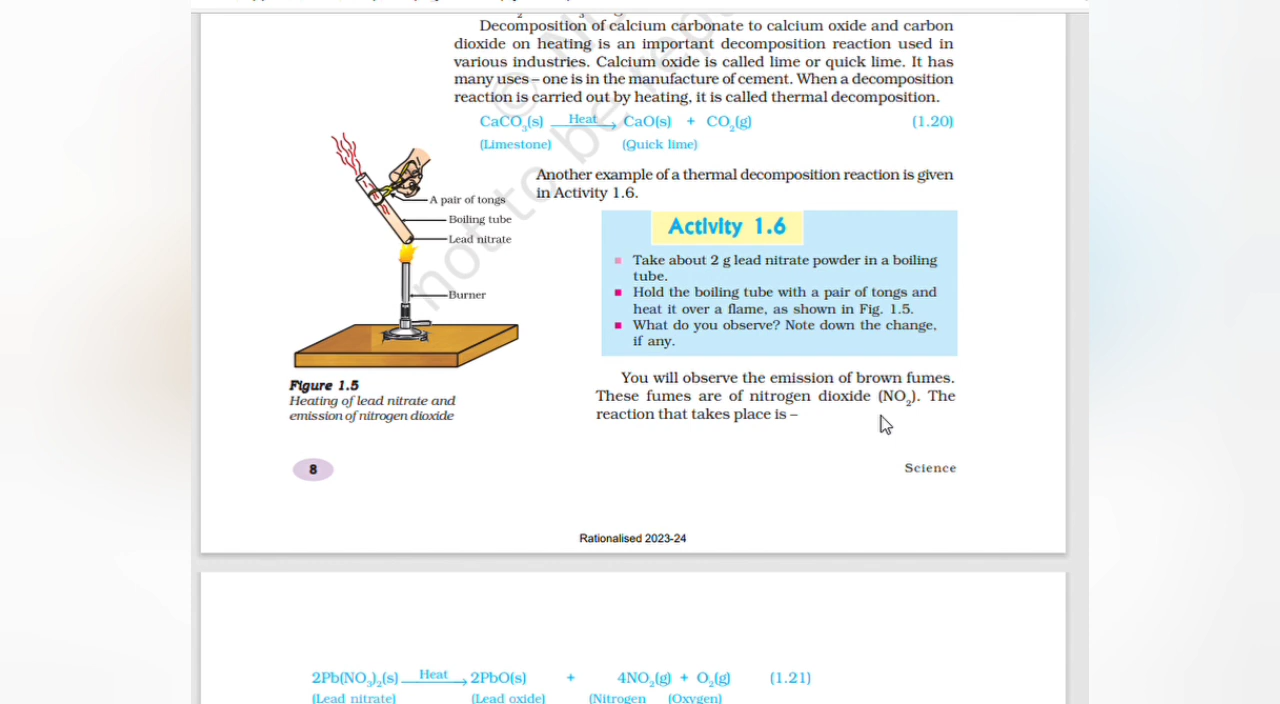 Decomposition of calcium carbonate to calcium oxide and carbon
dioxide on heating is an important decomposition reaction used in
various industries. Calcium oxide is called lime or quick lime. It has
many uses – one is in the manufacture of cement. When a decomposition
reaction is carried out by heating, it is called thermal decomposition.
CaCO₃(s) —Heat→ CaO(s) + CO₂(g) (1.20)
(Limestone) (Quick lime)
Another example of a thermal decomposition reaction is given
in Activity 1.6.
A pair of tongs
Boiling tube
Lead nitrate
Burner
Figure 1.5
Heating of lead nitrate and
emission of nitrogen dioxide
Activity 1.6
Take about 2 g lead nitrate powder in a boiling
tube.
Hold the boiling tube with a pair of tongs and
heat it over a flame, as shown in Fig. 1.5.
What do you observe? Note down the change,
if any.
You will observe the emission of brown fumes.
These fumes are of nitrogen dioxide (NO₂). The
reaction that takes place is –
8
Science
Rationalised 2023-24
2Pb(NO₃)₂(s) —Heat→ 2PbO(s) + 4NO₂(g) + O₂(g) (1.21)
(Lead nitrate) (Lead oxide) (Nitrogen (Oxygen)
not to be